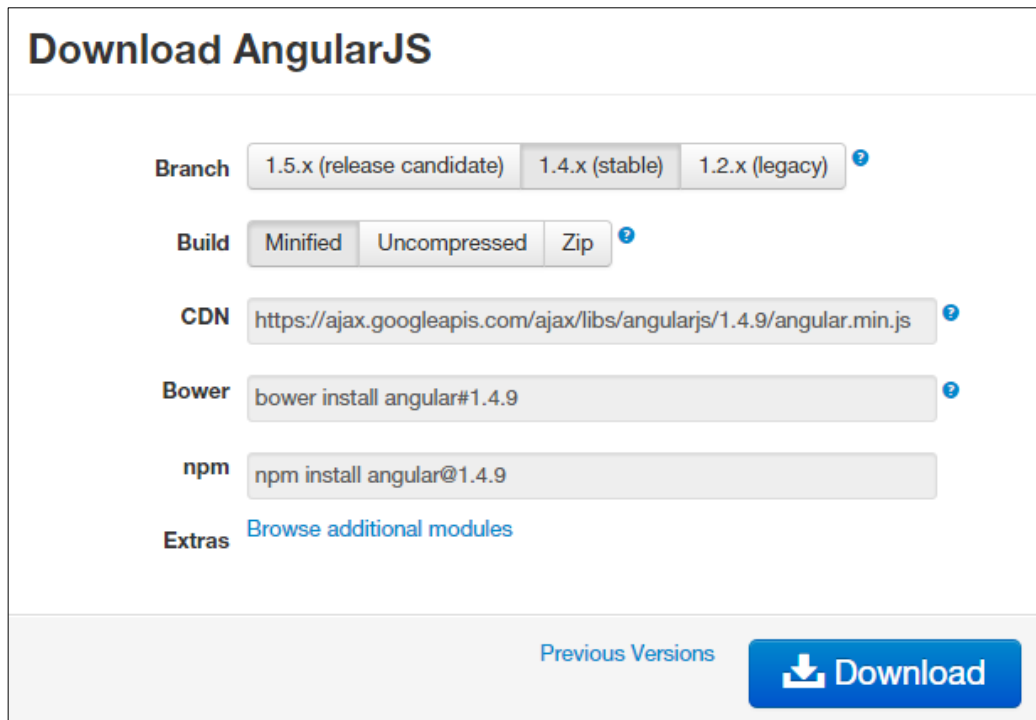 Download AngularJS
Branch 1.5.x (release candidate) 1.4.x (stable) 1.2.x (legacy) ?
Build Minified Uncompressed Zip ?
CDN https://ajax.googleapis.com/ajax/libs/angularjs/1.4.9/angular.min.js ?
Bower bower install angular#1.4.9 ?
npm npm install angular@1.4.9
Extras Browse additional modules
Previous Versions Download